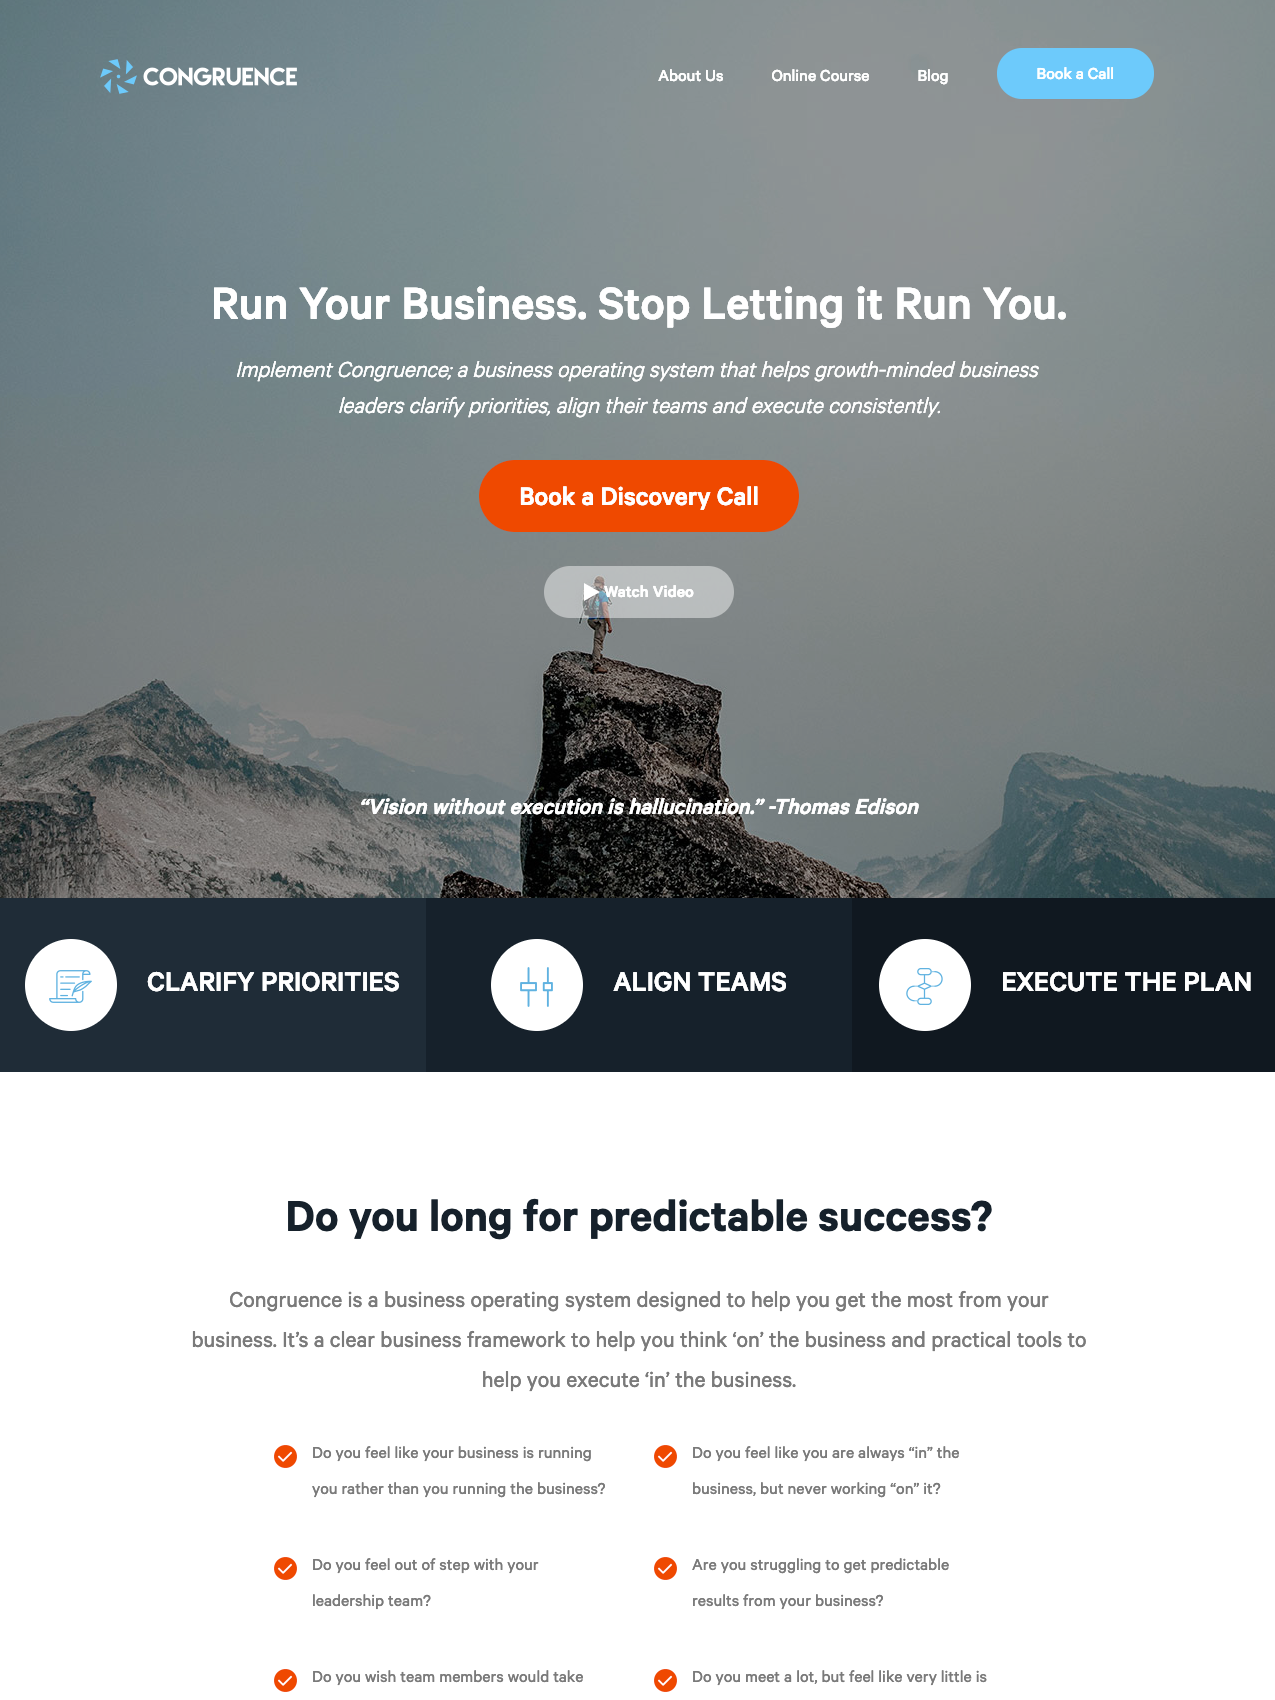 CONGRUENCE
About Us
Online Course
Blog
Book a Call
Run Your Business. Stop Letting it Run You.
Implement Congruence; a business operating system that helps growth-minded business
leaders clarify priorities, align their teams and execute consistently.
Book a Discovery Call
Watch Video
“Vision without execution is hallucination.” -Thomas Edison
CLARIFY PRIORITIES
ALIGN TEAMS
EXECUTE THE PLAN
Do you long for predictable success?
Congruence is a business operating system designed to help you get the most from your
business. It’s a clear business framework to help you think ‘on’ the business and practical tools to
help you execute ‘in’ the business.
Do you feel like your business is running
you rather than you running the business?
Do you feel like you are always “in” the
business, but never working “on” it?
Do you feel out of step with your
leadership team?
Are you struggling to get predictable
results from your business?
Do you wish team members would take
Do you meet a lot, but feel like very little is